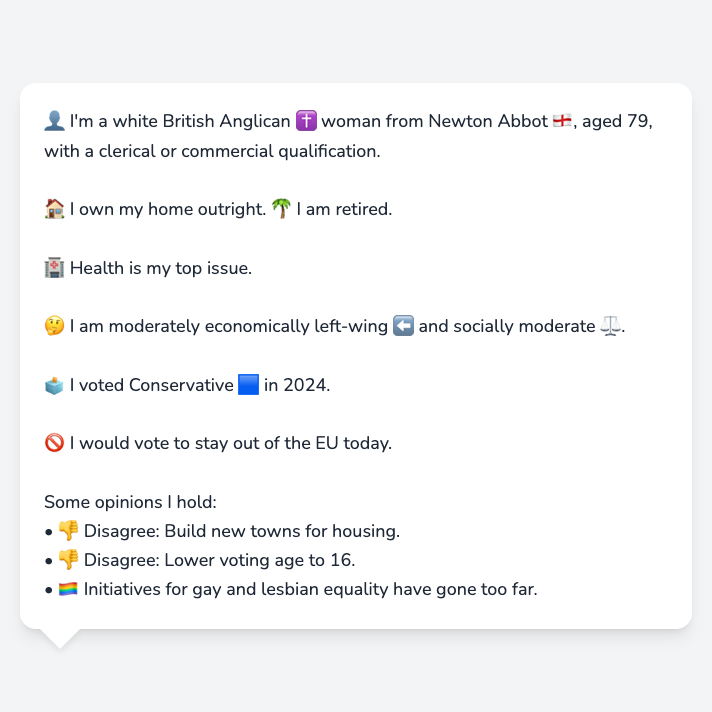 👤 I'm a white British Anglican ✝️ woman from Newton Abbot 🏴󠁧󠁢󠁥󠁮󠁧󠁿, aged 79,
with a clerical or commercial qualification.
🏠 I own my home outright. 🌴 I am retired.
🏥 Health is my top issue.
🤔 I am moderately economically left-wing ⬅️ and socially moderate ⚖️.
🗳️ I voted Conservative 🟦 in 2024.
🚫 I would vote to stay out of the EU today.
Some opinions I hold:
• 👎 Disagree: Build new towns for housing.
• 👎 Disagree: Lower voting age to 16.
• 🏳️‍🌈 Initiatives for gay and lesbian equality have gone too far.